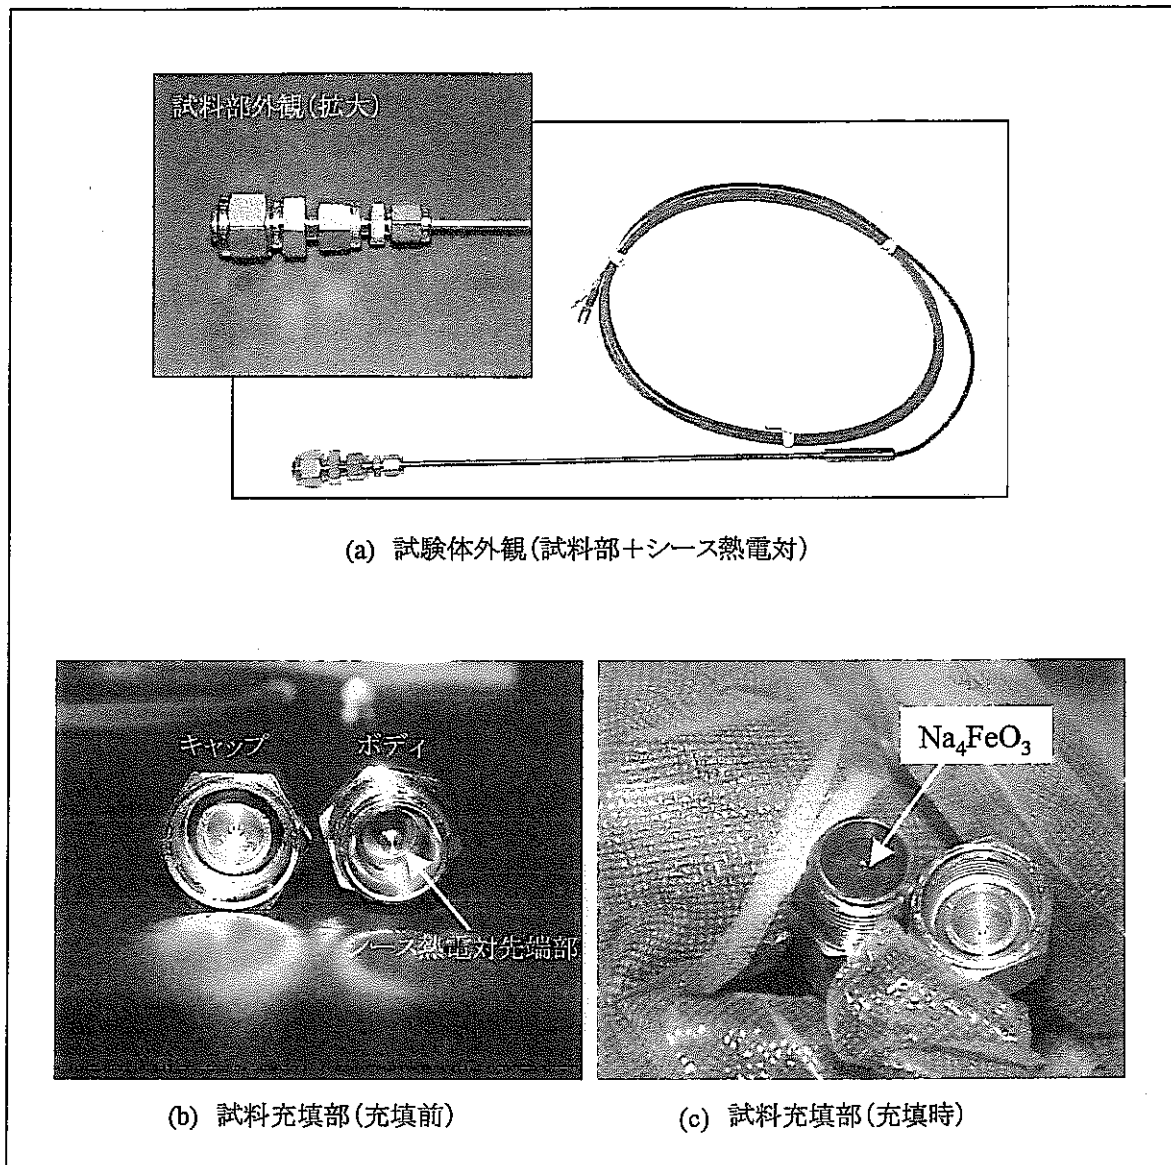 試料部外観(拡大)
(a) 試験体外観(試料部＋シース熱電対)
キャップ
ボディ
シース熱電対先端部
Na₄FeO₃
(b) 試料充填部(充填前)
(c) 試料充填部(充填時)